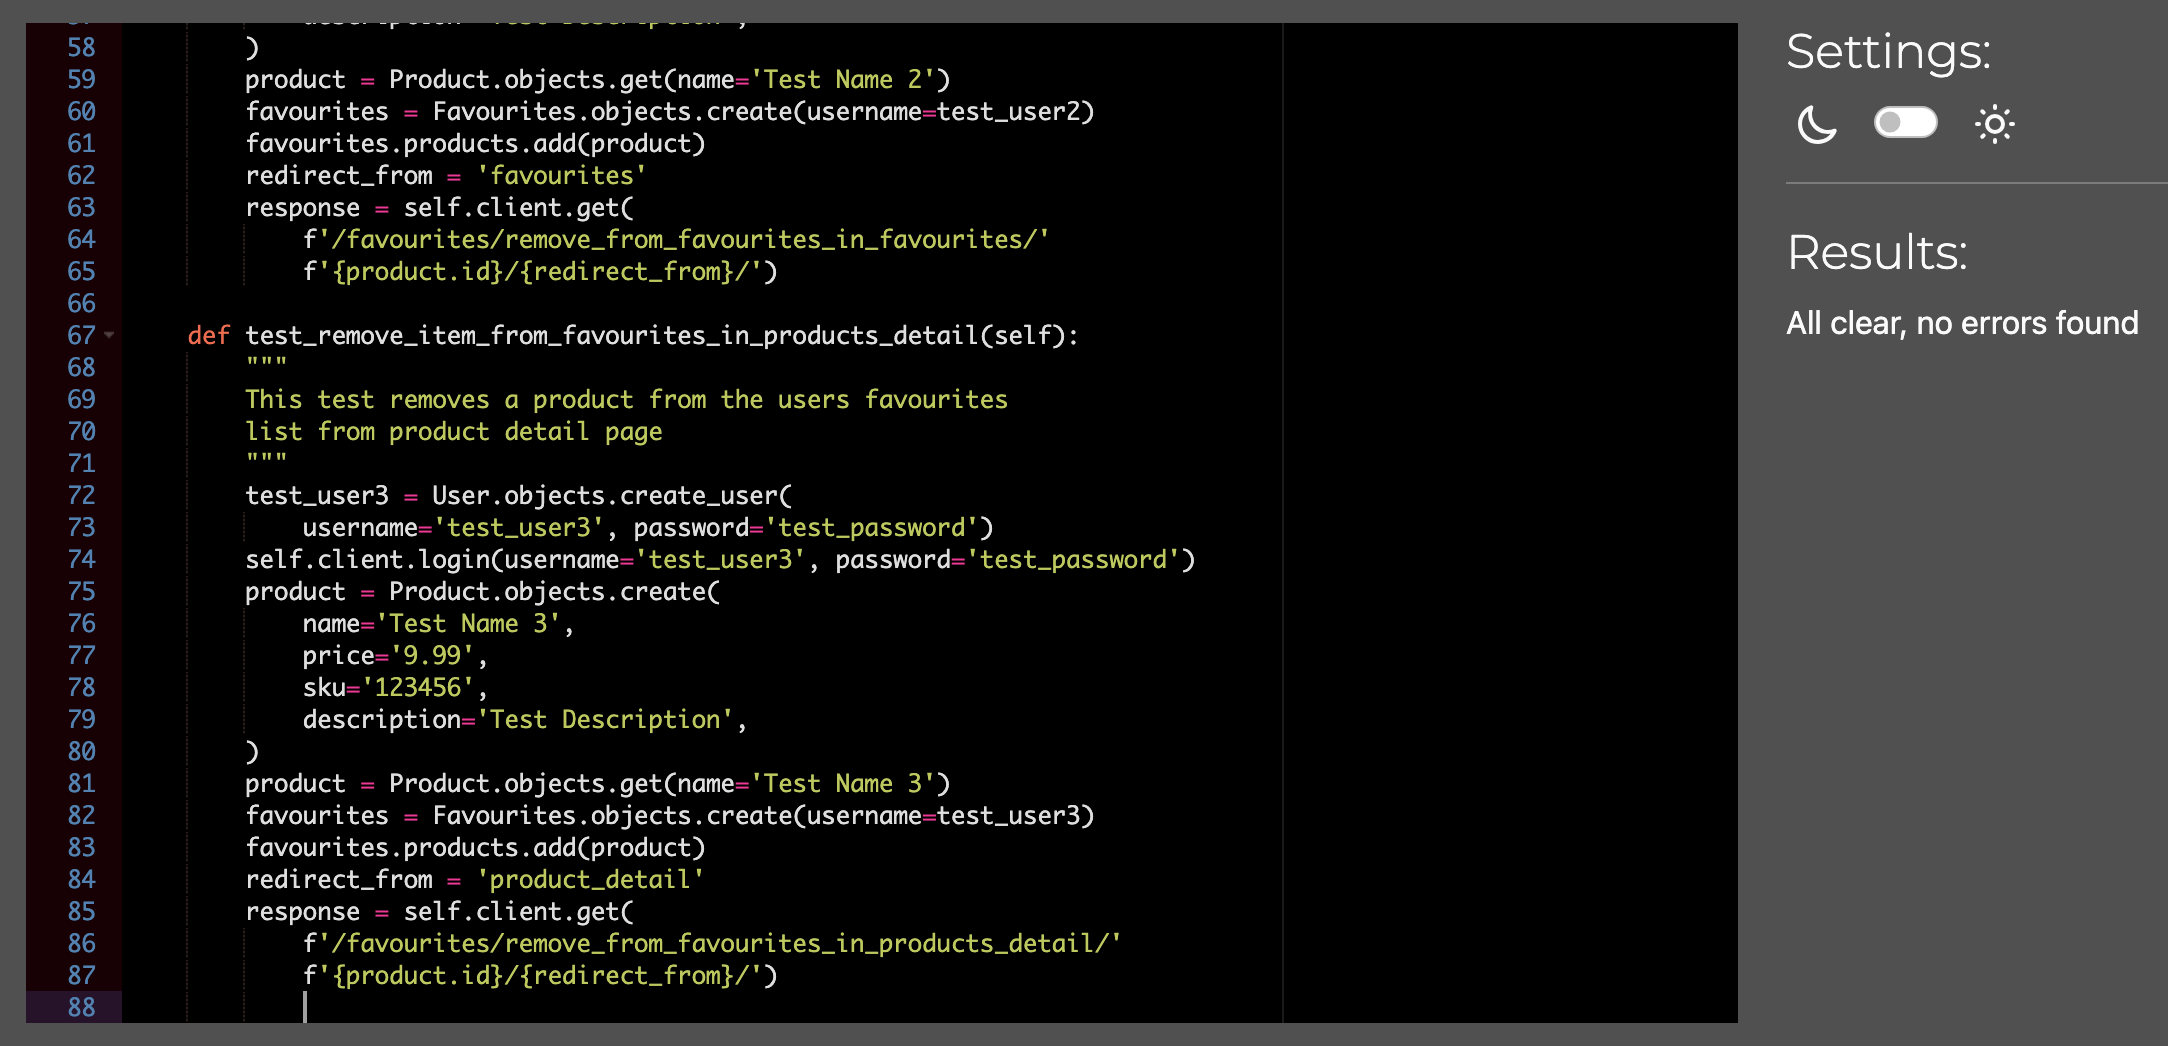 description='Test Description',
58 )
59 product = Product.objects.get(name='Test Name 2')
60 favourites = Favourites.objects.create(username=test_user2)
61 favourites.products.add(product)
62 redirect_from = 'favourites'
63 response = self.client.get(
64 f'/favourites/remove_from_favourites_in_favourites/'
65 f'{product.id}/{redirect_from}/')
66
67 def test_remove_item_from_favourites_in_products_detail(self):
68 """
69 This test removes a product from the users favourites
70 list from product detail page
71 """
72 test_user3 = User.objects.create_user(
73 username='test_user3', password='test_password')
74 self.client.login(username='test_user3', password='test_password')
75 product = Product.objects.create(
76 name='Test Name 3',
77 price='9.99',
78 sku='123456',
79 description='Test Description',
80 )
81 product = Product.objects.get(name='Test Name 3')
82 favourites = Favourites.objects.create(username=test_user3)
83 favourites.products.add(product)
84 redirect_from = 'product_detail'
85 response = self.client.get(
86 f'/favourites/remove_from_favourites_in_products_detail/'
87 f'{product.id}/{redirect_from}/')
88
Settings:
Results:
All clear, no errors found